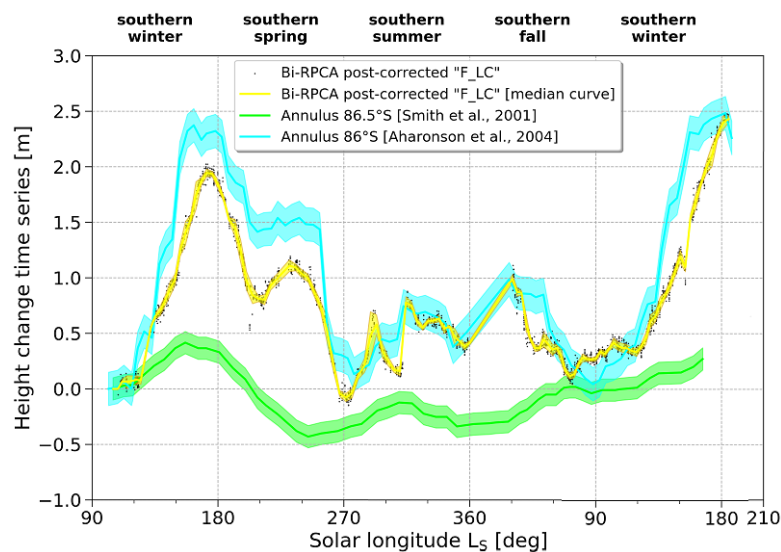 southern southern southern southern southern
winter spring summer fall winter
3.0
2.5
2.0
1.5
1.0
0.5
0.0
−0.5
−1.0
Height change time series [m]
Bi-RPCA post-corrected "F_LC"
Bi-RPCA post-corrected "F_LC" [median curve]
Annulus 86.5°S [Smith et al., 2001]
Annulus 86°S [Aharonson et al., 2004]
90 180 270 360 90 180 210
Solar longitude LS [deg]